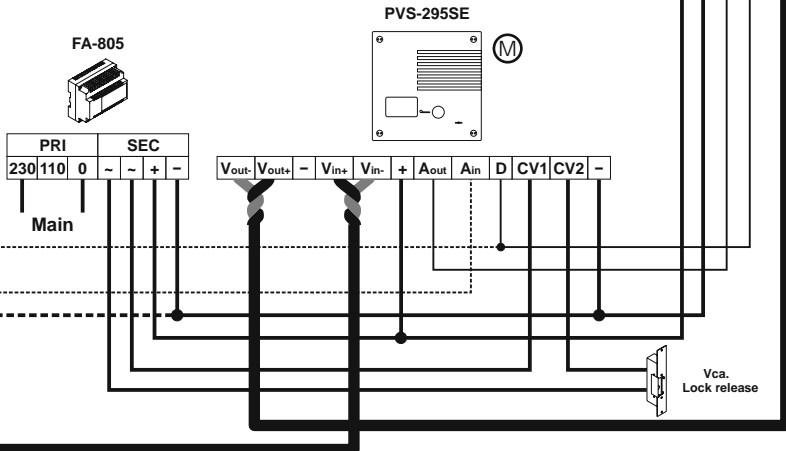 PVS-295SE
M
FA-805
PRI SEC
230 110 0 ~ ~ + −
Vout- Vout+ − Vin+ Vin- + Aout Ain D CV1 CV2 −
Main
Vca.
Lock release